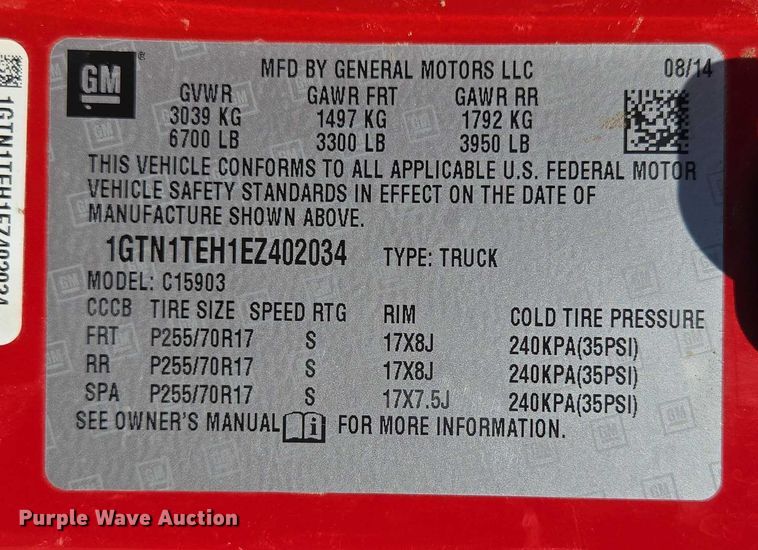 GM ®
MFD BY GENERAL MOTORS LLC 08/14
GVWR GAWR FRT GAWR RR
3039 KG 1497 KG 1792 KG
6700 LB 3300 LB 3950 LB
THIS VEHICLE CONFORMS TO ALL APPLICABLE U.S. FEDERAL MOTOR
VEHICLE SAFETY STANDARDS IN EFFECT ON THE DATE OF
MANUFACTURE SHOWN ABOVE.
1GTN1TEH1EZ402034 TYPE: TRUCK
MODEL: C15903
CCCB TIRE SIZE SPEED RTG RIM COLD TIRE PRESSURE
FRT P255/70R17 S 17X8J 240KPA(35PSI)
RR P255/70R17 S 17X8J 240KPA(35PSI)
SPA P255/70R17 S 17X7.5J 240KPA(35PSI)
SEE OWNER'S MANUAL i FOR MORE INFORMATION.
1GTN1TEH1EZ402034
Purple Wave Auction